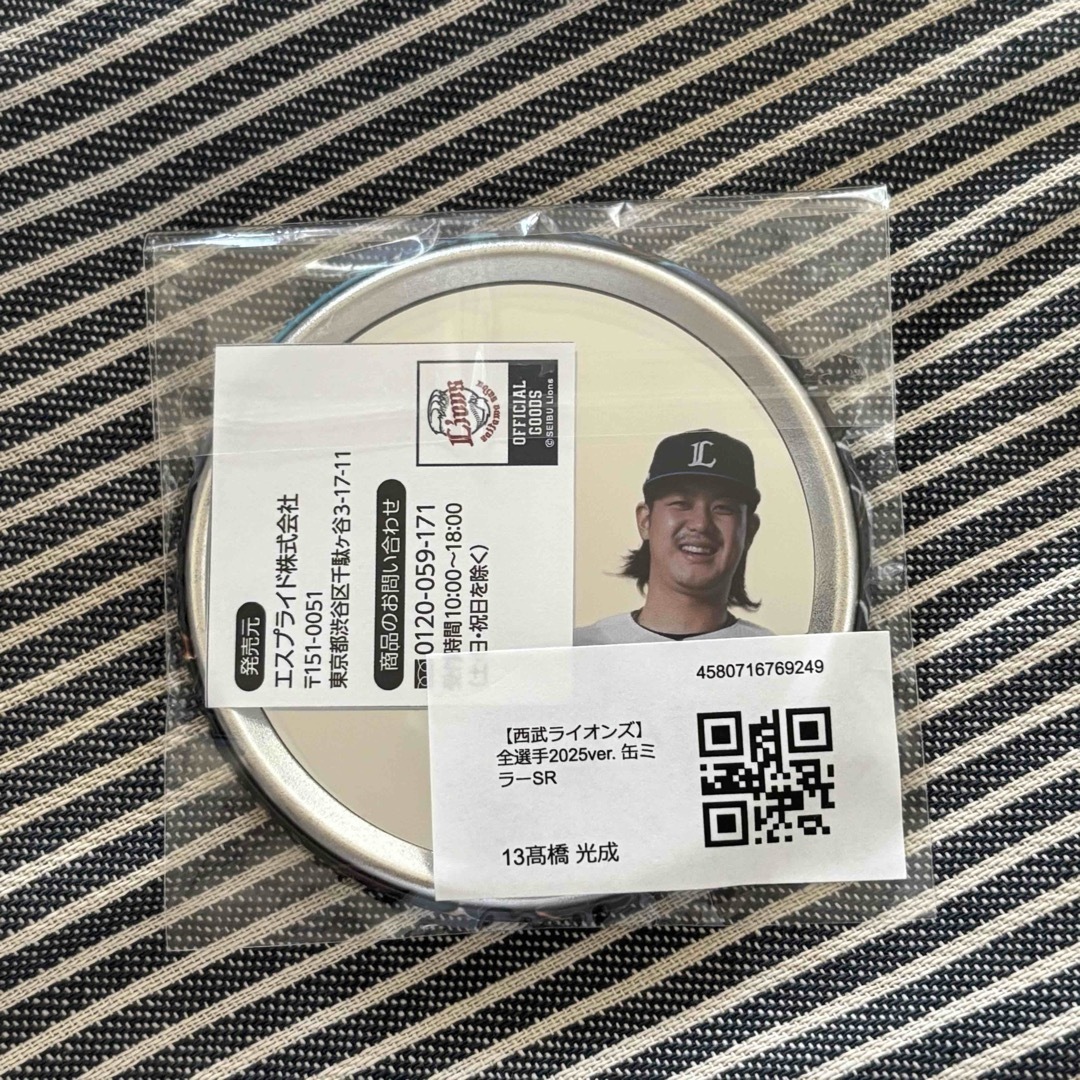 発売元
エスプライド株式会社
〒151-0051
東京都渋谷区千駄ヶ谷3-17-11
商品のお問い合わせ
0120-059-171
時間 10:00〜18:00
日・祝日を除く)
Lions
OFFICIAL
GOODS
©SEIBU Lions
L
4580716769249
【西武ライオンズ】
全選手2025ver. 缶ミ
ラーSR
13髙橋 光成